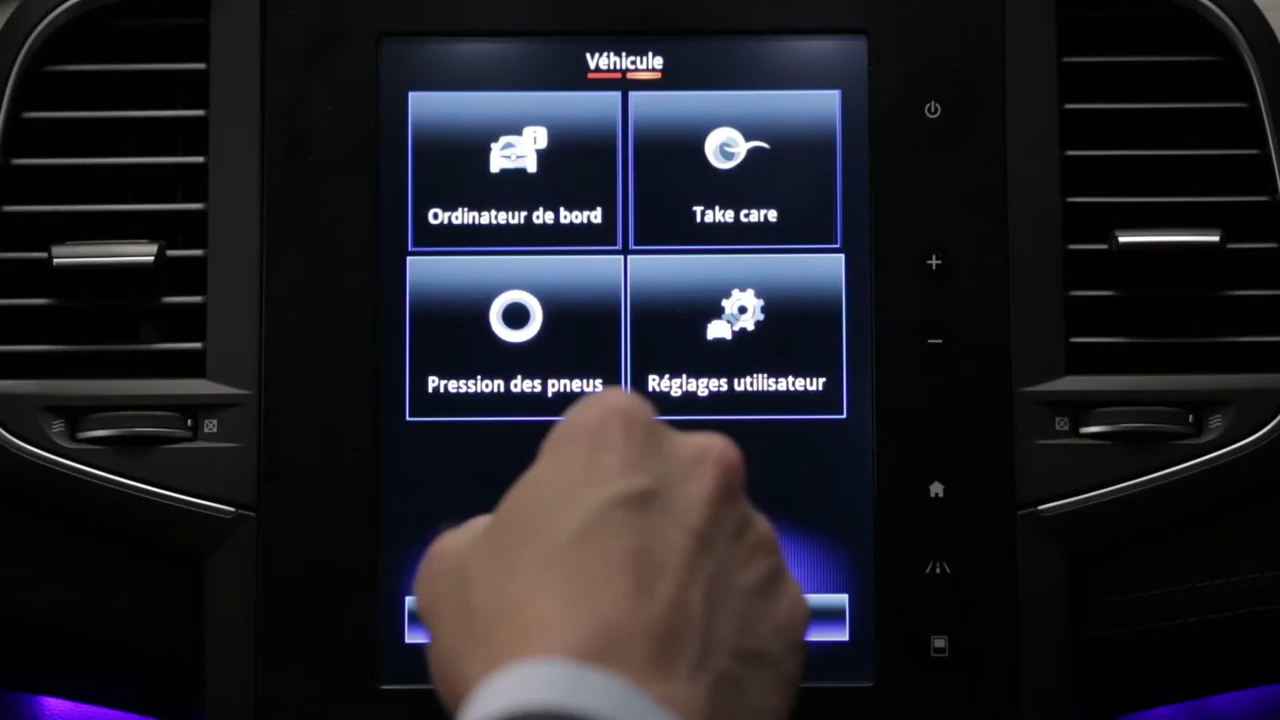 Véhicule
Ordinateur de bord
Take care
Pression des pneus
Réglages utilisateur